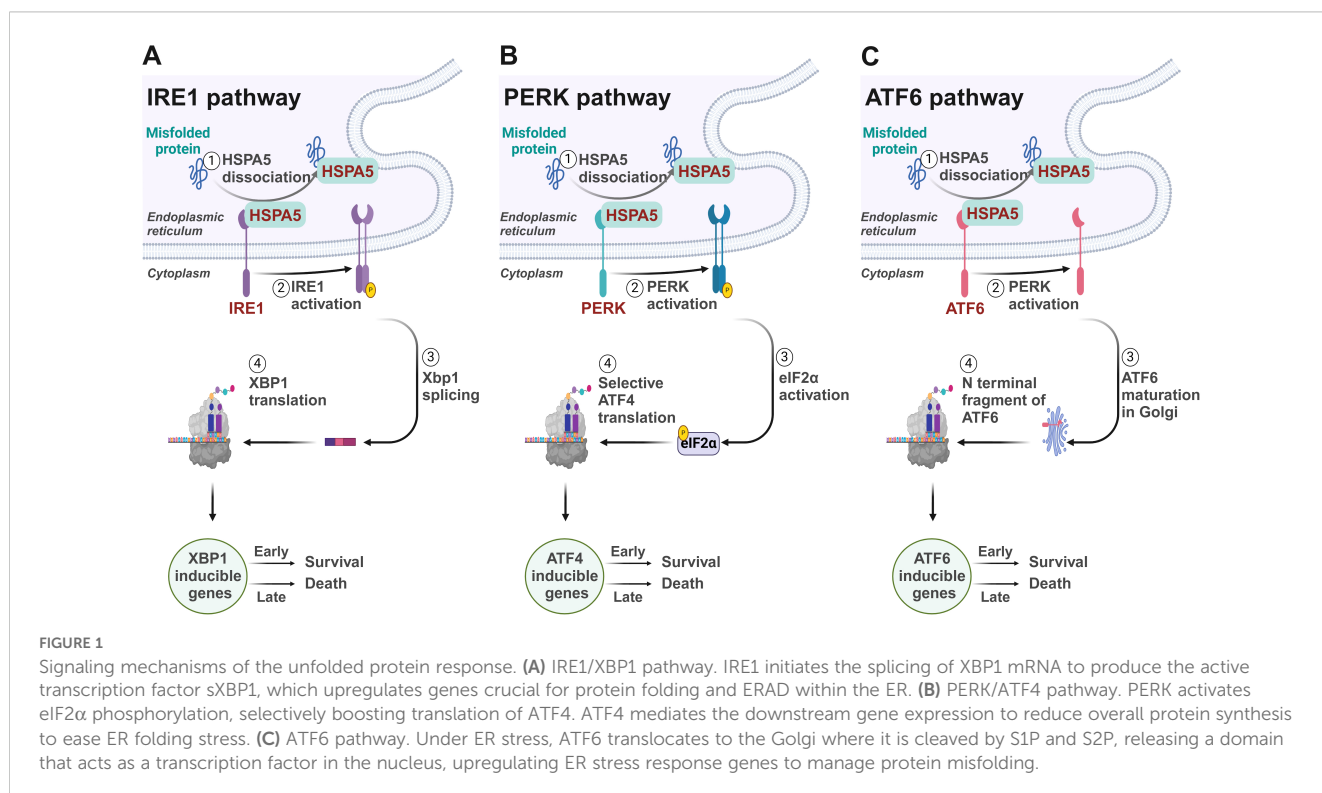 A
IRE1 pathway
Misfolded
protein
1
HSPA5
dissociation
HSPA5
HSPA5
Endoplasmic
reticulum
Cytoplasm
2
IRE1
activation
P
IRE1
3
Xbp1
splicing
4
XBP1
translation
XBP1
inducible
genes
Early
Survival
Death
Late
B
PERK pathway
Misfolded
protein
1
HSPA5
dissociation
HSPA5
HSPA5
Endoplasmic
reticulum
Cytoplasm
2
PERK
activation
P
PERK
3
eIF2α
activation
4
Selective
ATF4
translation
P
eIF2α
ATF4
inducible
genes
Early
Survival
Death
Late
C
ATF6 pathway
Misfolded
protein
1
HSPA5
dissociation
HSPA5
HSPA5
Endoplasmic
reticulum
Cytoplasm
2
PERK
activation
ATF6
3
ATF6
maturation
in Golgi
4
N terminal
fragment of
ATF6
ATF6
inducible
genes
Early
Survival
Death
Late
FIGURE 1
Signaling mechanisms of the unfolded protein response. (A) IRE1/XBP1 pathway. IRE1 initiates the splicing of XBP1 mRNA to produce the active
transcription factor sXBP1, which upregulates genes crucial for protein folding and ERAD within the ER. (B) PERK/ATF4 pathway. PERK activates
eIF2α phosphorylation, selectively boosting translation of ATF4. ATF4 mediates the downstream gene expression to reduce overall protein synthesis
to ease ER folding stress. (C) ATF6 pathway. Under ER stress, ATF6 translocates to the Golgi where it is cleaved by S1P and S2P, releasing a domain
that acts as a transcription factor in the nucleus, upregulating ER stress response genes to manage protein misfolding.